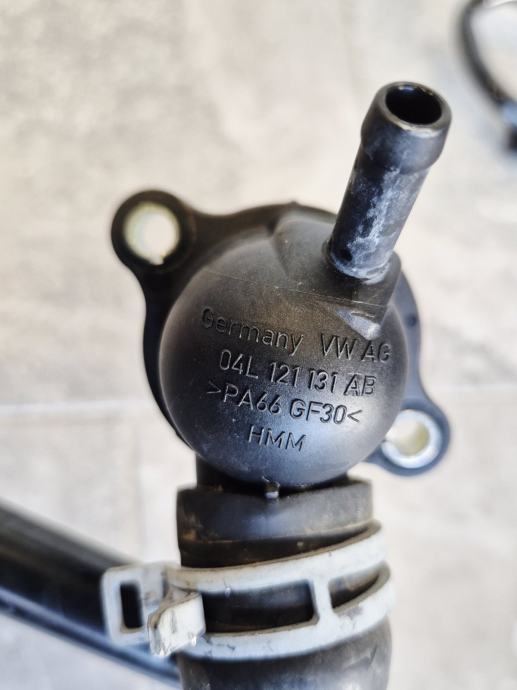 Germany VW AG
04L 121 131 AB
>PA66 GF30<
HMM